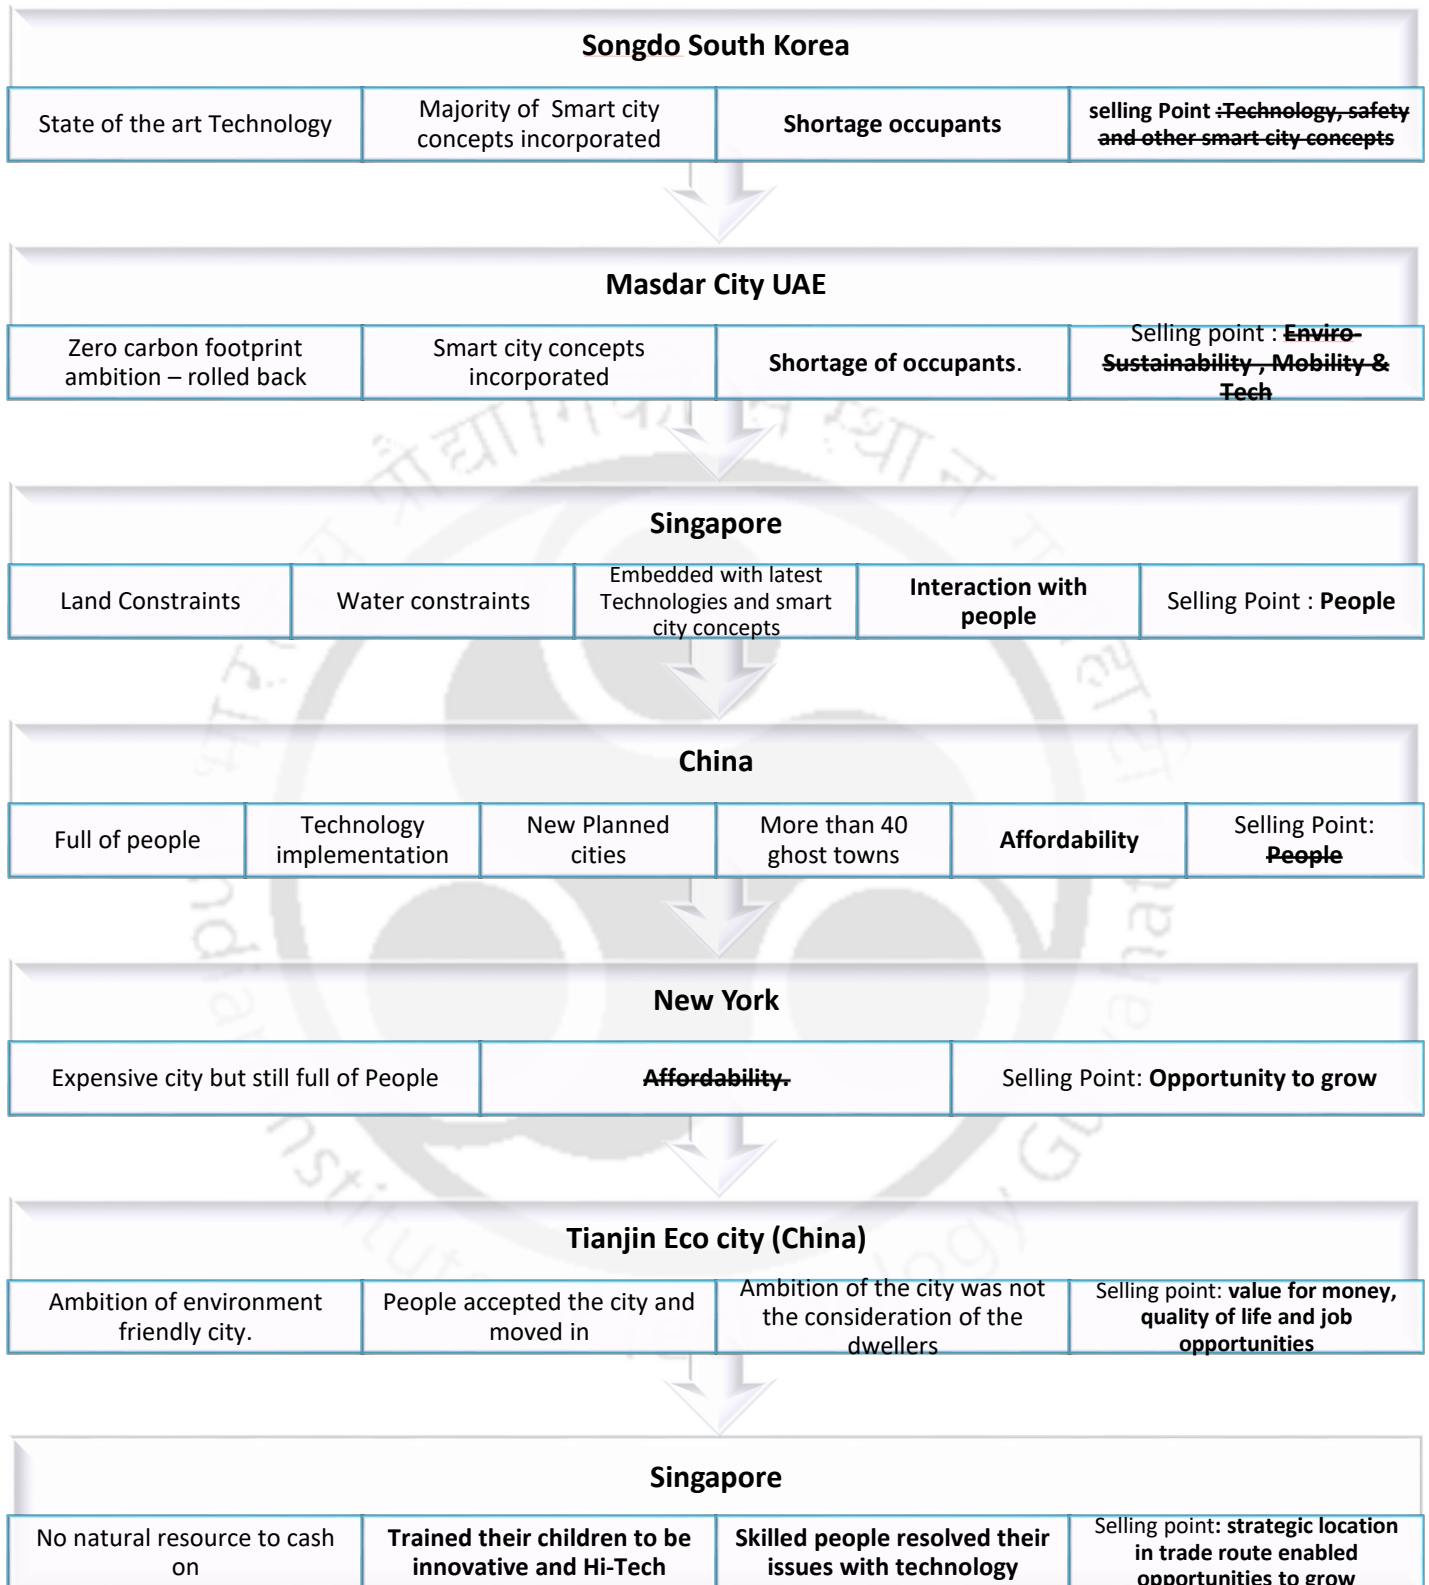 Songdo South Korea
State of the art Technology
Majority of  Smart city
concepts incorporated
Shortage occupants
selling Point :Technology, safety
and other smart city concepts
Masdar City UAE
Zero carbon footprint
ambition – rolled back
Smart city concepts
incorporated
Shortage of occupants.
Selling point : Enviro-
Sustainability , Mobility &
Tech
Singapore
Land Constraints
Water constraints
Embedded with latest
Technologies and smart
city concepts
Interaction with
people
Selling Point : People
China
Full of people
Technology
implementation
New Planned
cities
More than 40
ghost towns
Affordability
Selling Point:
People
New York
Expensive city but still full of People
Affordability.
Selling Point: Opportunity to grow
Tianjin Eco city (China)
Ambition of environment
friendly city.
People accepted the city and
moved in
Ambition of the city was not
the consideration of the
dwellers
Selling point: value for money,
quality of life and job
opportunities
Singapore
No natural resource to cash
on
Trained their children to be
innovative and Hi-Tech
Skilled people resolved their
issues with technology
Selling point: strategic location
in trade route enabled
opportunities to grow